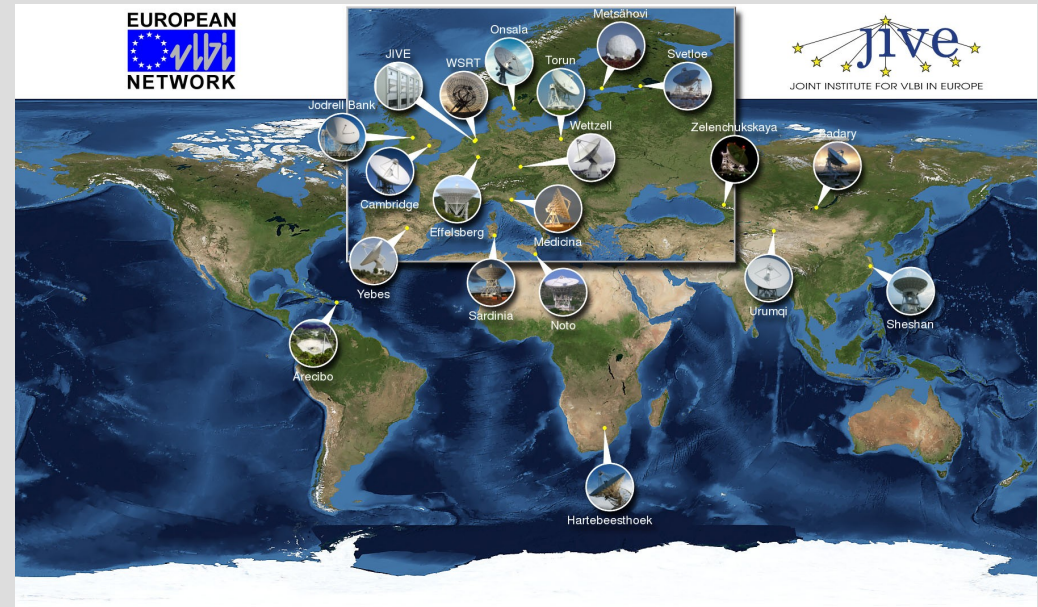 EUROPEAN
vlbi
NETWORK
jive
JOINT INSTITUTE FOR VLBI IN EUROPE
Metsähovi
Onsala
JIVE
WSRT
Torun
Svetloe
Jodrell Bank
Wettzell
Zelenchukskaya
Badary
Cambridge
Effelsberg
Medicina
Yebes
Sardinia
Noto
Urumqi
Sheshan
Arecibo
Hartebeesthoek